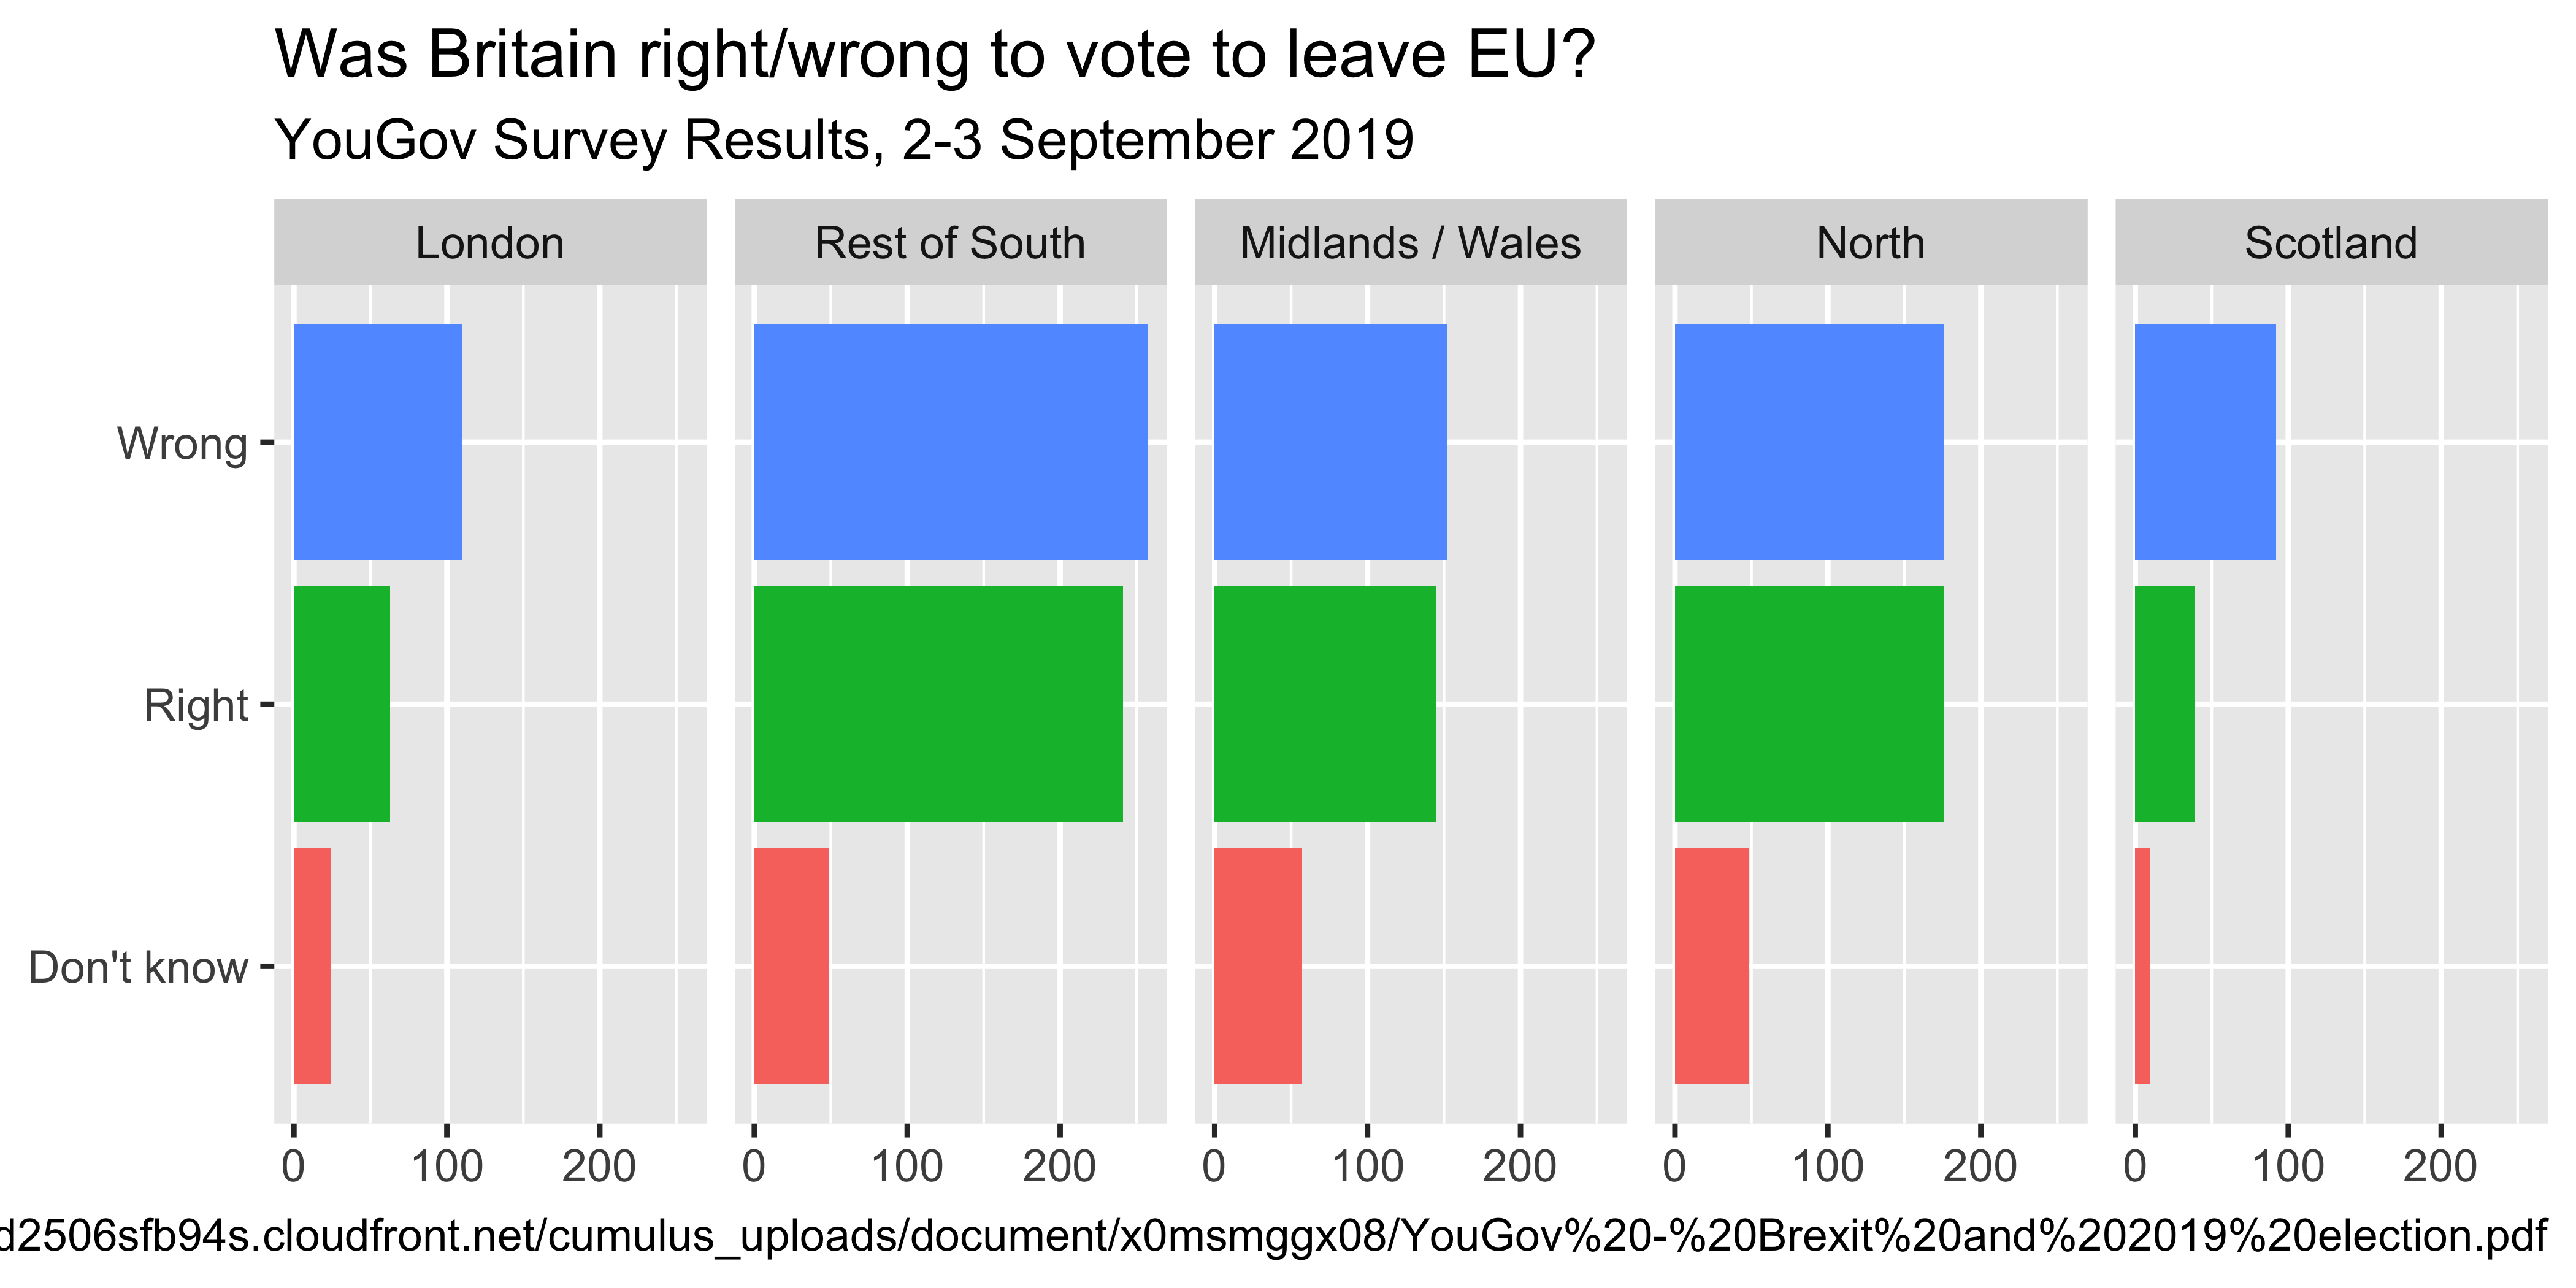 Was Britain right/wrong to vote to leave EU?
YouGov Survey Results, 2-3 September 2019
London Rest of South Midlands / Wales North Scotland
Wrong
Right
Don't know
0 100 200 0 100 200 0 100 200 0 100 200 0 100 200
d2506sfb94s.cloudfront.net/cumulus_uploads/document/x0msmggx08/YouGov%20-%20Brexit%20and%202019%20election.pdf